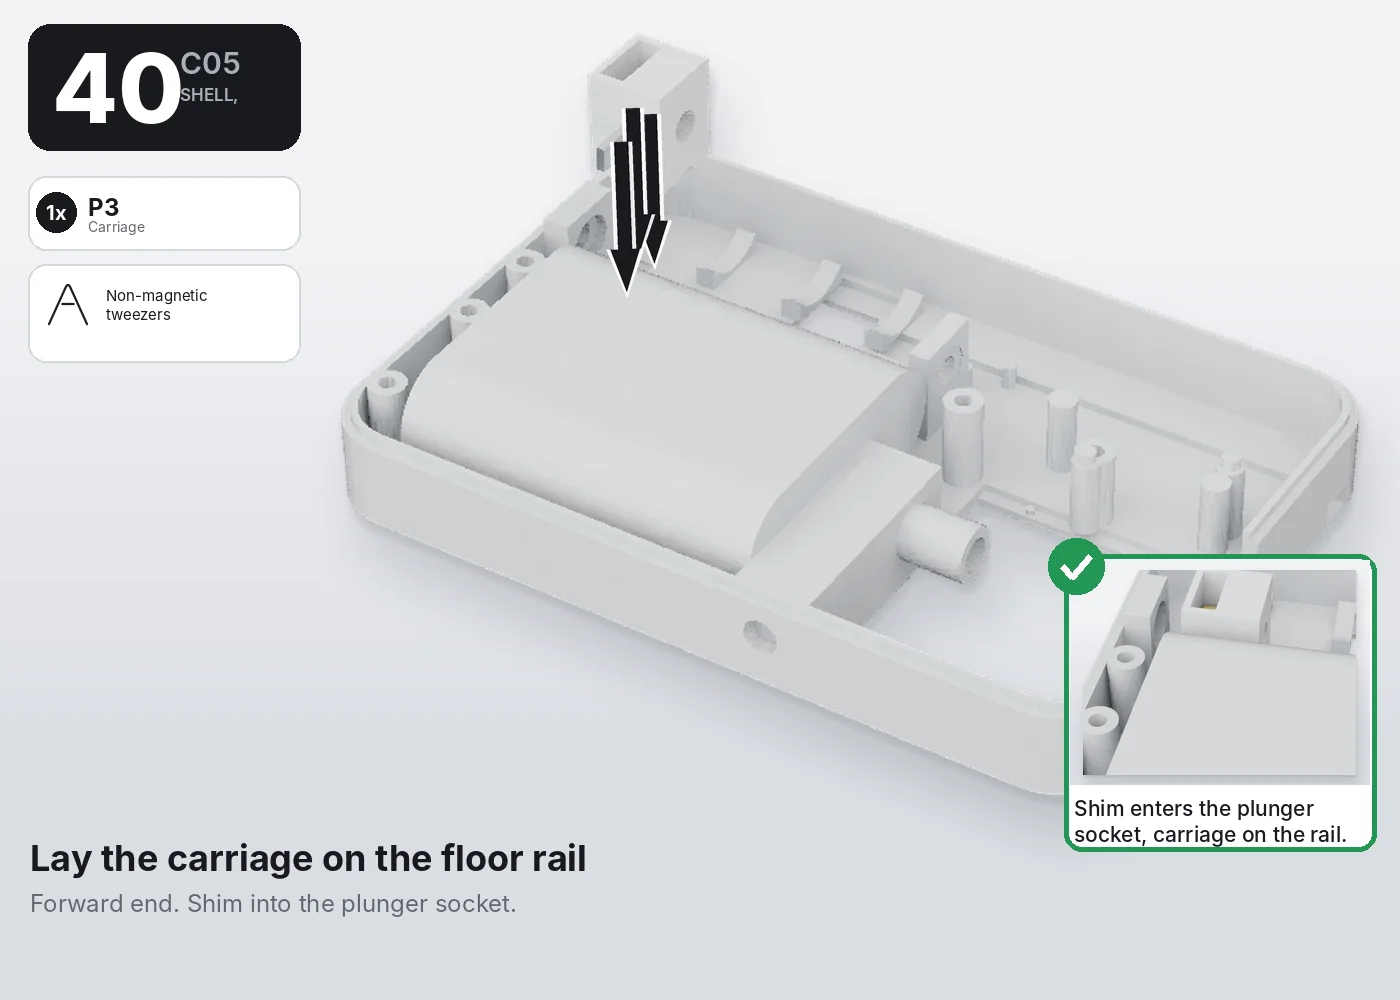 40
C05
SHELL,
1x
P3
Carriage
Non-magnetic
tweezers
Shim enters the plunger
socket, carriage on the rail.
Lay the carriage on the floor rail
Forward end. Shim into the plunger socket.